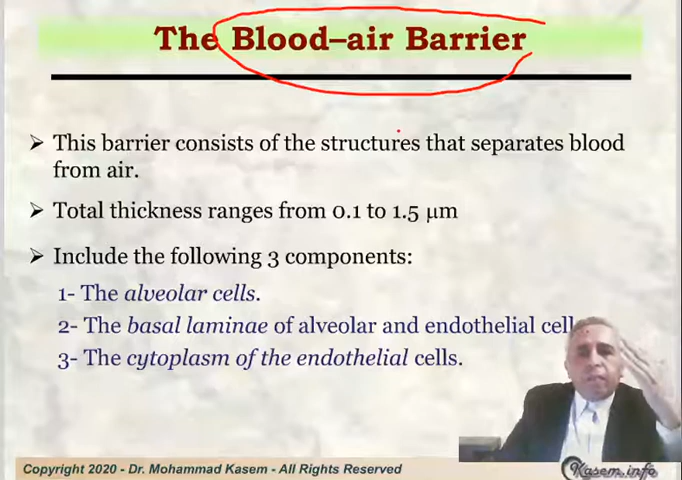 The Blood–air Barrier
➢ This barrier consists of the structures that separates blood
from air.
➢ Total thickness ranges from 0.1 to 1.5 μm
➢ Include the following 3 components:
1- The alveolar cells.
2- The basal laminae of alveolar and endothelial cell
3- The cytoplasm of the endothelial cells.
Copyright 2020 - Dr. Mohammad Kasem - All Rights Reserved
Kasem.info